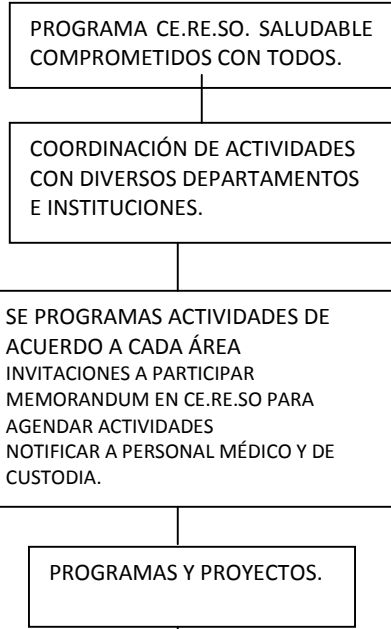 PROGRAMA CE.RE.SO. SALUDABLE
COMPROMETIDOS CON TODOS.
COORDINACIÓN DE ACTIVIDADES
CON DIVERSOS DEPARTAMENTOS
E INSTITUCIONES.
SE PROGRAMAS ACTIVIDADES DE
ACUERDO A CADA ÁREA
INVITACIONES A PARTICIPAR
MEMORANDUM EN CE.RE.SO PARA
AGENDAR ACTIVIDADES
NOTIFICAR A PERSONAL MÉDICO Y DE
CUSTODIA.
PROGRAMAS Y PROYECTOS.